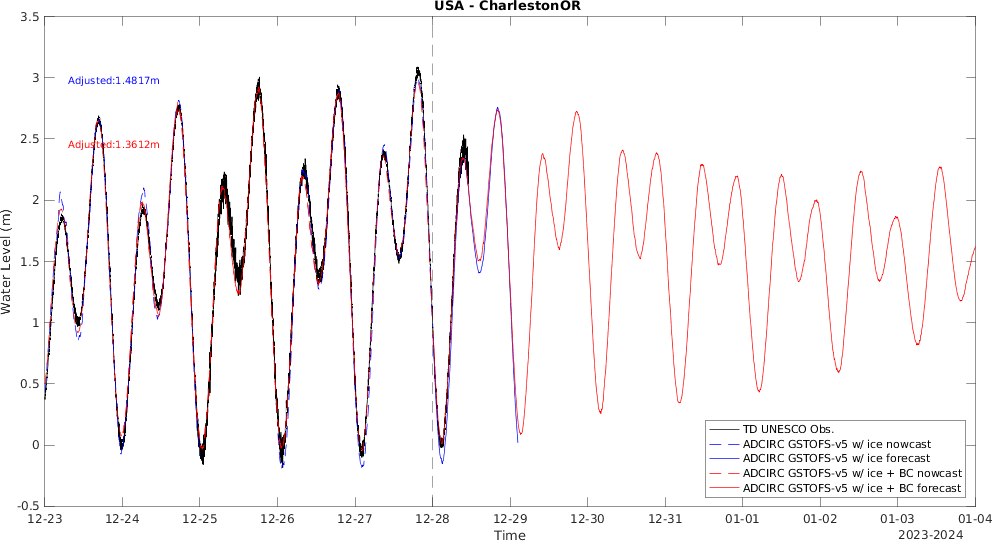 USA - CharlestonOR
3.5
3
2.5
2
1.5
1
0.5
0
-0.5
Water Level (m)
Adjusted:1.4817m
Adjusted:1.3612m
TD UNESCO Obs.
ADCIRC GSTOFS-v5 w/ ice nowcast
ADCIRC GSTOFS-v5 w/ ice forecast
ADCIRC GSTOFS-v5 w/ ice + BC nowcast
ADCIRC GSTOFS-v5 w/ ice + BC forecast
12-23 12-24 12-25 12-26 12-27 12-28 12-29 12-30 12-31 01-01 01-02 01-03 01-04
Time
2023-2024